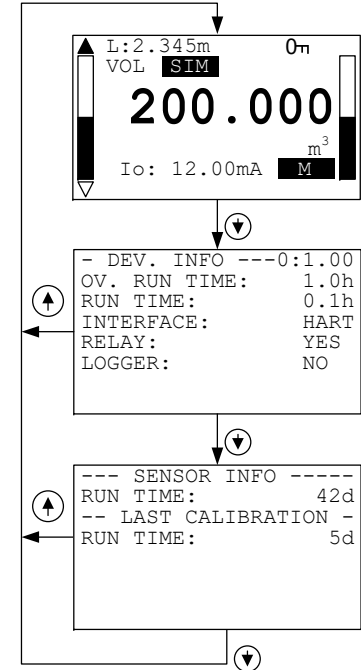 L:2.345m
VOL SIM
200.000
m³
Io: 12.00mA M
- DEV. INFO ---0:1.00
OV. RUN TIME: 1.0h
RUN TIME: 0.1h
INTERFACE: HART
RELAY: YES
LOGGER: NO
--- SENSOR INFO -----
RUN TIME: 42d
-- LAST CALIBRATION -
RUN TIME: 5d